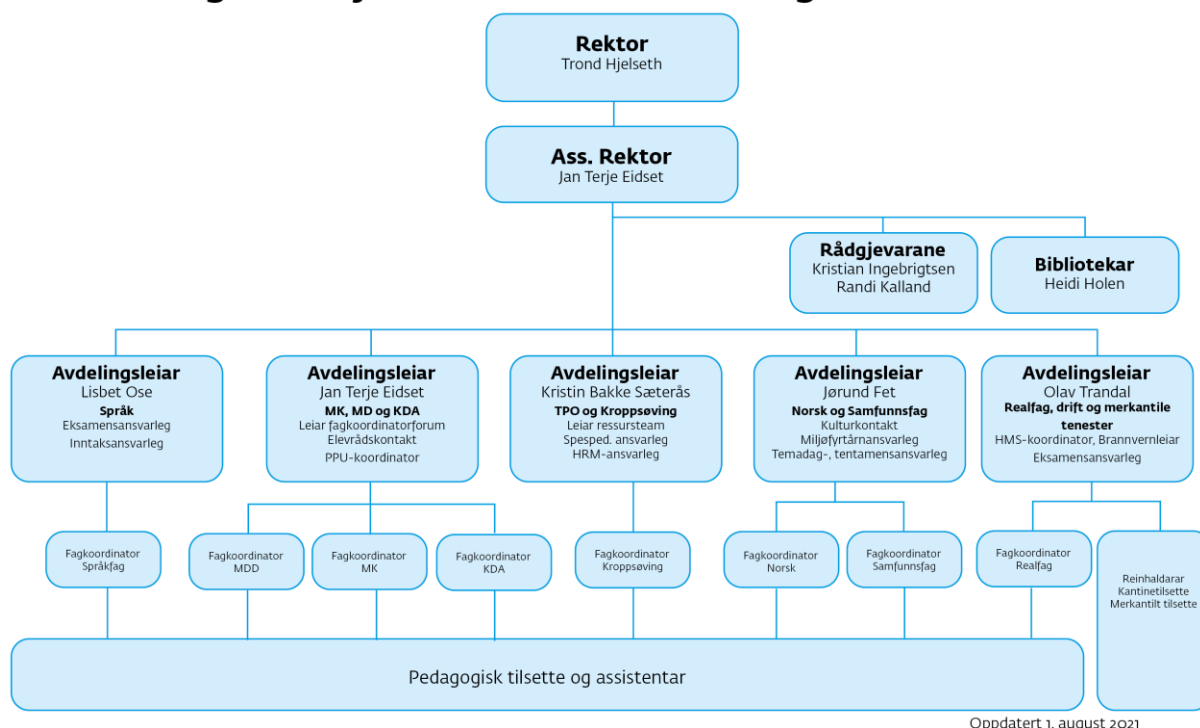 Rektor
Trond Hjelseth
Ass. Rektor
Jan Terje Eidset
Rådgjevarane
Kristian Ingebrigtsen
Randi Kalland
Bibliotekar
Heidi Holen
Avdelingsleiar
Lisbet Ose
Språk
Eksamensansvarleg
Inntaksansvarleg
Avdelingsleiar
Jan Terje Eidset
MK, MD og KDA
Leiar fagkoordinatorforum
Elevrådskontakt
PPU-koordinator
Avdelingsleiar
Kristin Bakke Sæterås
TPO og Kroppsøving
Leiar ressursteam
Spesped. ansvarleg
HRM-ansvarleg
Avdelingsleiar
Jørund Fet
Norsk og Samfunnsfag
Kulturkontakt
Miljøfyrtårnansvarleg
Temadag-, tentamensansvarleg
Avdelingsleiar
Olav Trandal
Realfag, drift og merkantile
tenester
HMS-koordinator, Brannvernleiar
Eksamensansvarleg
Fagkoordinator
Språkfag
Fagkoordinator
MDD
Fagkoordinator
MK
Fagkoordinator
KDA
Fagkoordinator
Kroppsøving
Fagkoordinator
Norsk
Fagkoordinator
Samfunnsfag
Fagkoordinator
Realfag
Reinhaldarar
Kantinetilsette
Merkantilt tilsette
Pedagogisk tilsette og assistentar
Oppdatert 1. august 2021